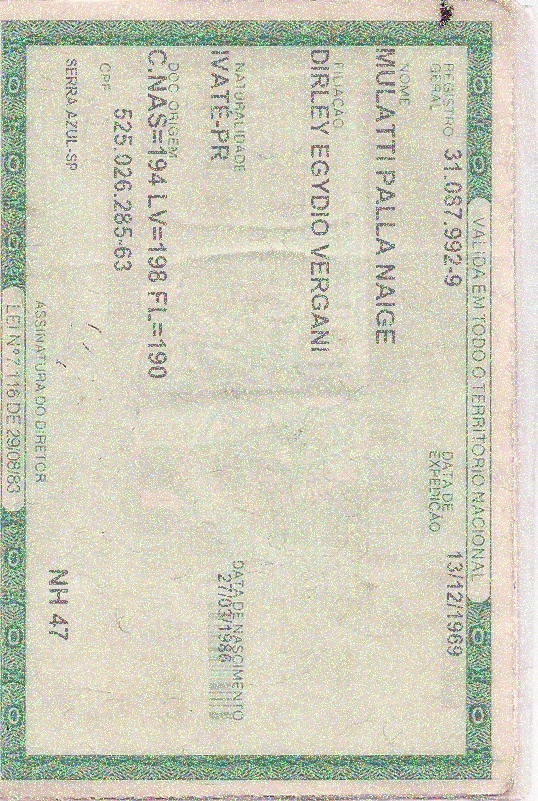 VÁLIDA EM TODO O TERRITÓRIO NACIONAL
REGISTRO GERAL 31.087.992-9
DATA DE EXPEDIÇÃO 13/12/1969
NOME
MULATTI PALLA NAIGE
FILIAÇÃO
DIRLEY EGYDIO VERGANI
NATURALIDADE
IVATÉ-PR
DATA DE NASCIMENTO
27/03/1986
DOC ORIGEM
C.NAS=194 LV=198 FL=190
CPF
525.026.285-63
SERRA AZUL-SP
NH 47
ASSINATURA DO DIRETOR
LEI Nº 7.116 DE 29/08/83